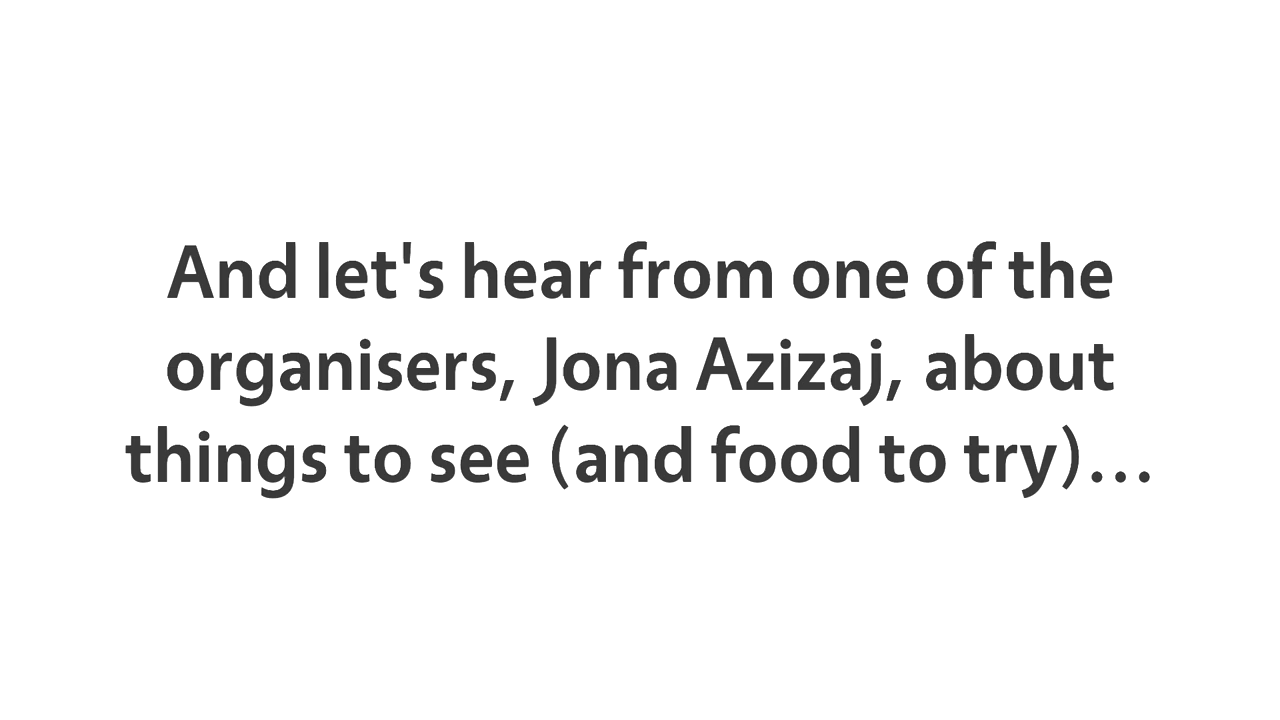 And let's hear from one of the
organisers, Jona Azizaj, about
things to see (and food to try)...